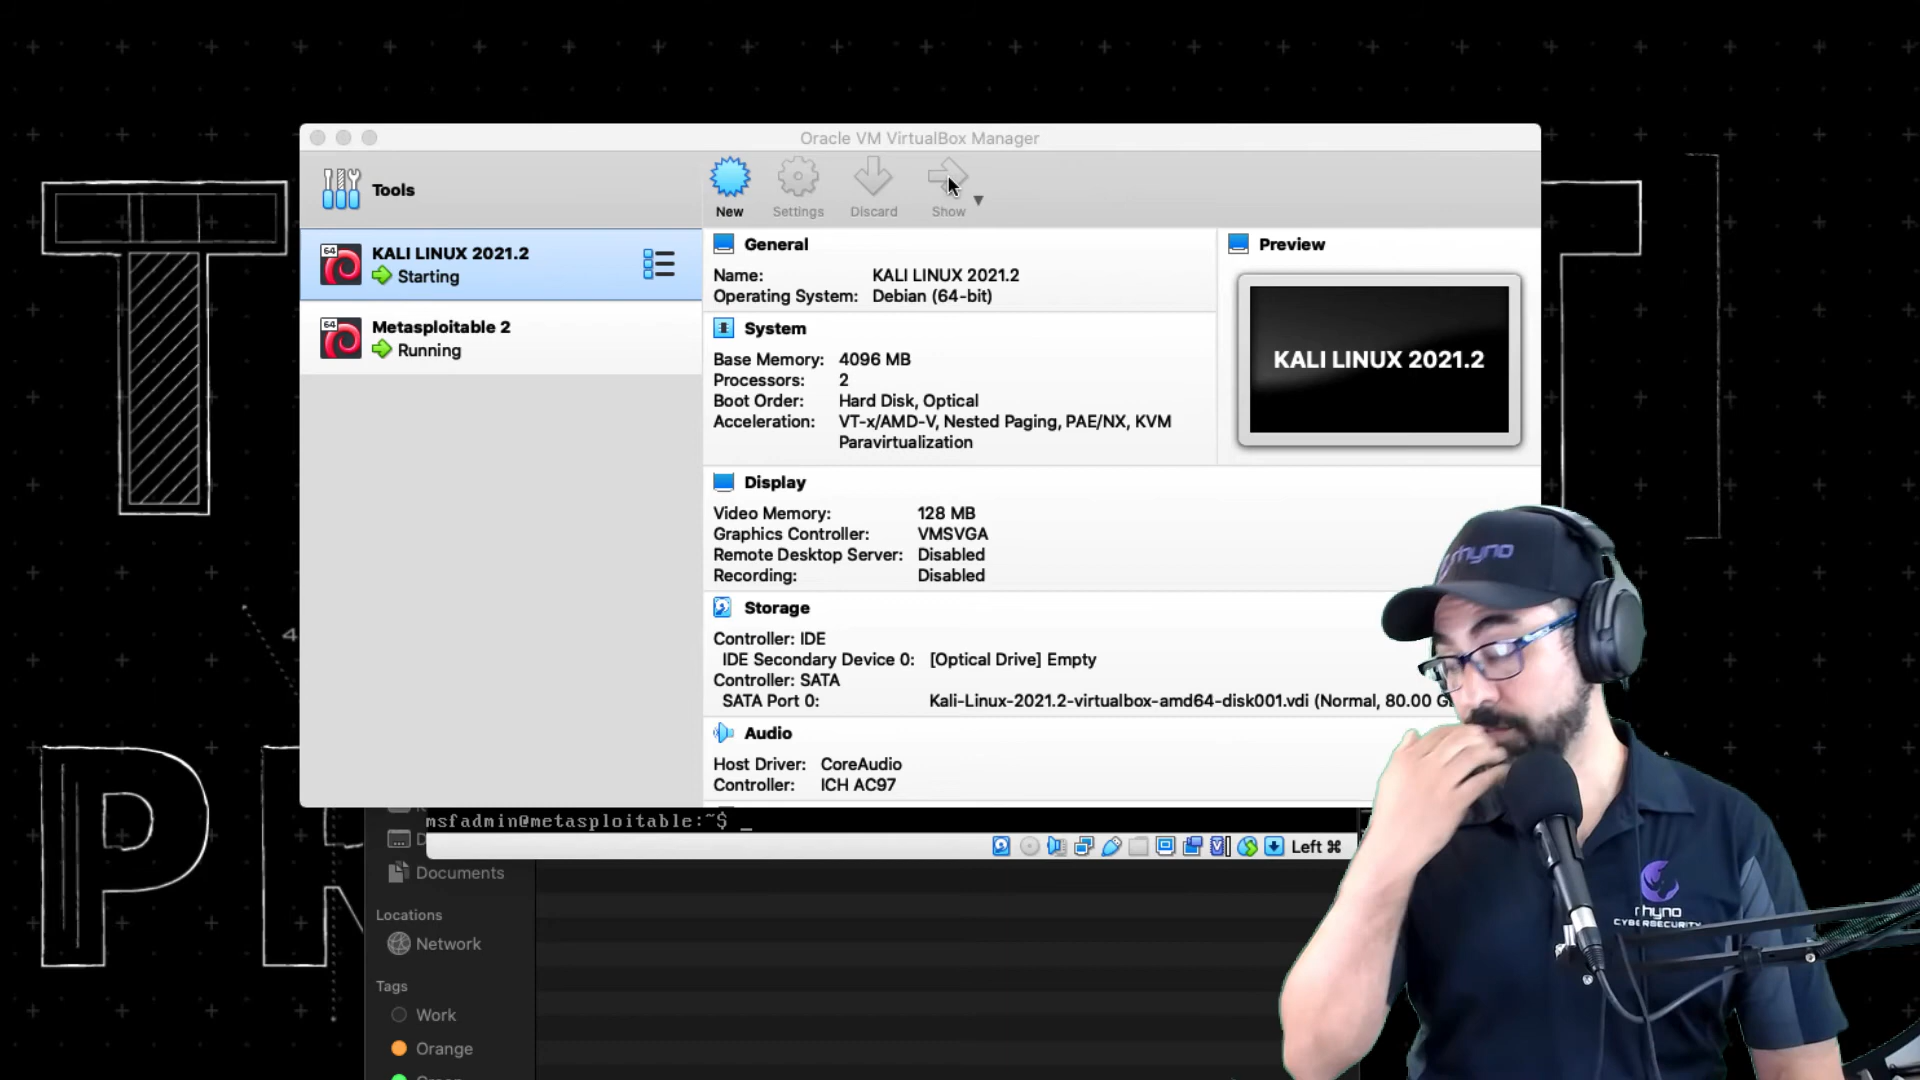 Oracle VM VirtualBox Manager
Tools
New
Settings
Discard
Show
64
KALI LINUX 2021.2
Starting
64
Metasploitable 2
Running
General
Name: KALI LINUX 2021.2
Operating System: Debian (64-bit)
System
Base Memory: 4096 MB
Processors: 2
Boot Order: Hard Disk, Optical
Acceleration: VT-x/AMD-V, Nested Paging, PAE/NX, KVM
Paravirtualization
Preview
KALI LINUX 2021.2
Display
Video Memory: 128 MB
Graphics Controller: VMSVGA
Remote Desktop Server: Disabled
Recording: Disabled
Storage
Controller: IDE
IDE Secondary Device 0: [Optical Drive] Empty
Controller: SATA
SATA Port 0: Kali-Linux-2021.2-virtualbox-amd64-disk001.vdi (Normal, 80.00 G
Audio
Host Driver: CoreAudio
Controller: ICH AC97
msfadmin@metasploitable:~$ _
Left ⌘
Documents
Locations
Network
Tags
Work
Orange
rhyno
rhyno
CYBERSECURITY
T
P